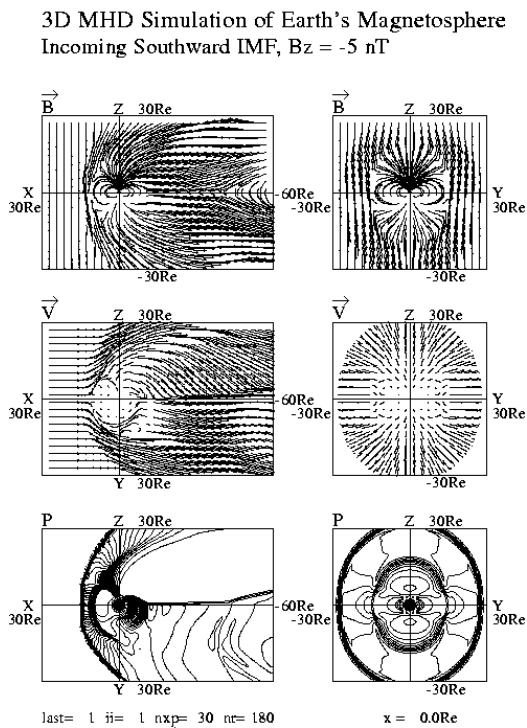 3D MHD Simulation of Earth's Magnetosphere
Incoming Southward IMF, Bz = -5 nT
B Z 30Re B Z 30Re
X -60Re Y
30Re -30Re 30Re
-30Re -30Re
V Z 30Re V Z
X -60Re Y
30Re -30Re 30Re
Y 30Re -30Re
P Z 30Re P Z 30Re
X -60Re Y
30Re -30Re 30Re
Y 30Re -30Re
last= 1 ii= 1 nxp= 30 nt= 180 x = 0.0Re